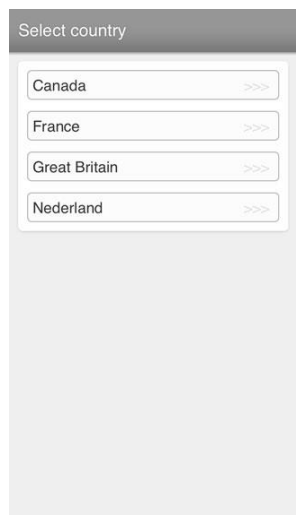 Select country
Canada >>>
France >>>
Great Britain >>>
Nederland >>>